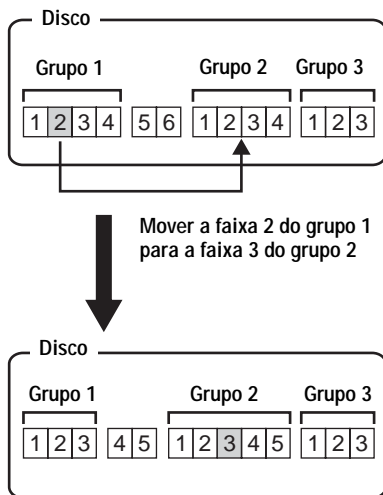 Disco
Grupo 1 Grupo 2 Grupo 3
1 2 3 4 5 6 1 2 3 4 1 2 3
Mover a faixa 2 do grupo 1
para a faixa 3 do grupo 2
Disco
Grupo 1 Grupo 2 Grupo 3
1 2 3 4 5 1 2 3 4 5 1 2 3